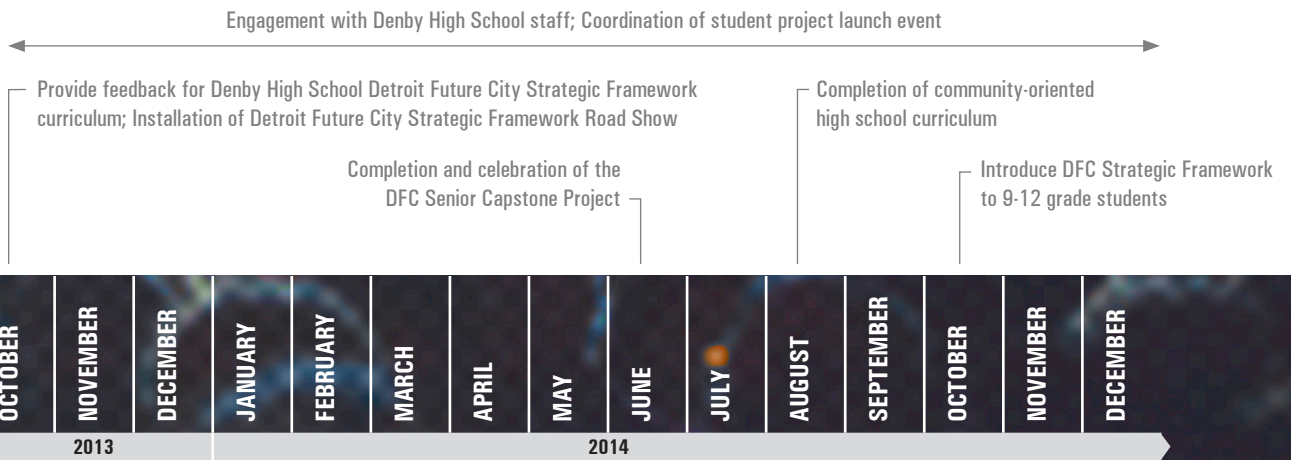 Engagement with Denby High School staff; Coordination of student project launch event
Provide feedback for Denby High School Detroit Future City Strategic Framework
curriculum; Installation of Detroit Future City Strategic Framework Road Show
Completion of community-oriented
high school curriculum
Completion and celebration of the
DFC Senior Capstone Project
Introduce DFC Strategic Framework
to 9-12 grade students
OCTOBER
NOVEMBER
DECEMBER
JANUARY
FEBRUARY
MARCH
APRIL
MAY
JUNE
JULY
AUGUST
SEPTEMBER
OCTOBER
NOVEMBER
DECEMBER
2013
2014